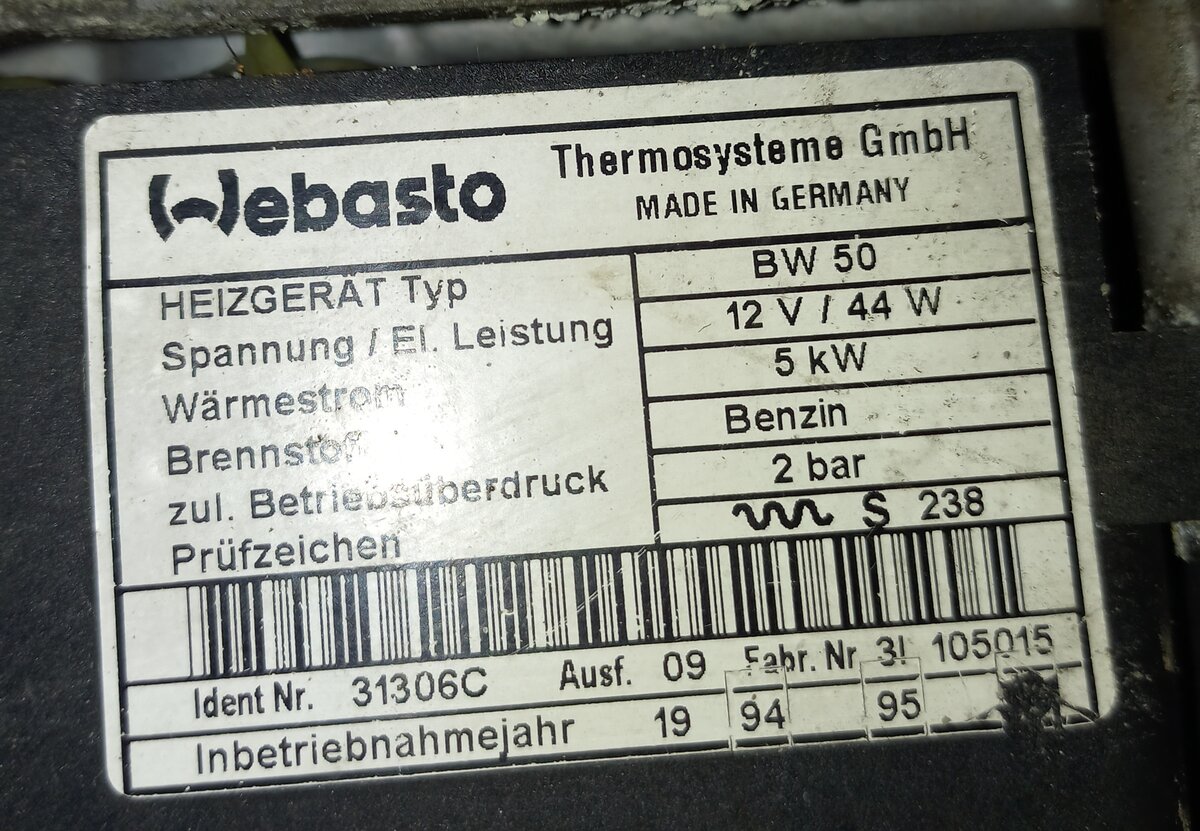 Webasto
Thermosysteme GmbH
MADE IN GERMANY
HEIZGERÄT Typ BW 50
Spannung / El. Leistung 12 V / 44 W
Wärmestrom 5 kW
Brennstoff Benzin
zul. Betriebsüberdruck 2 bar
Prüfzeichen S 238
Ident Nr. 31306C Ausf. 09 Fabr. Nr 105015
Inbetriebnahmejahr 19 94 95